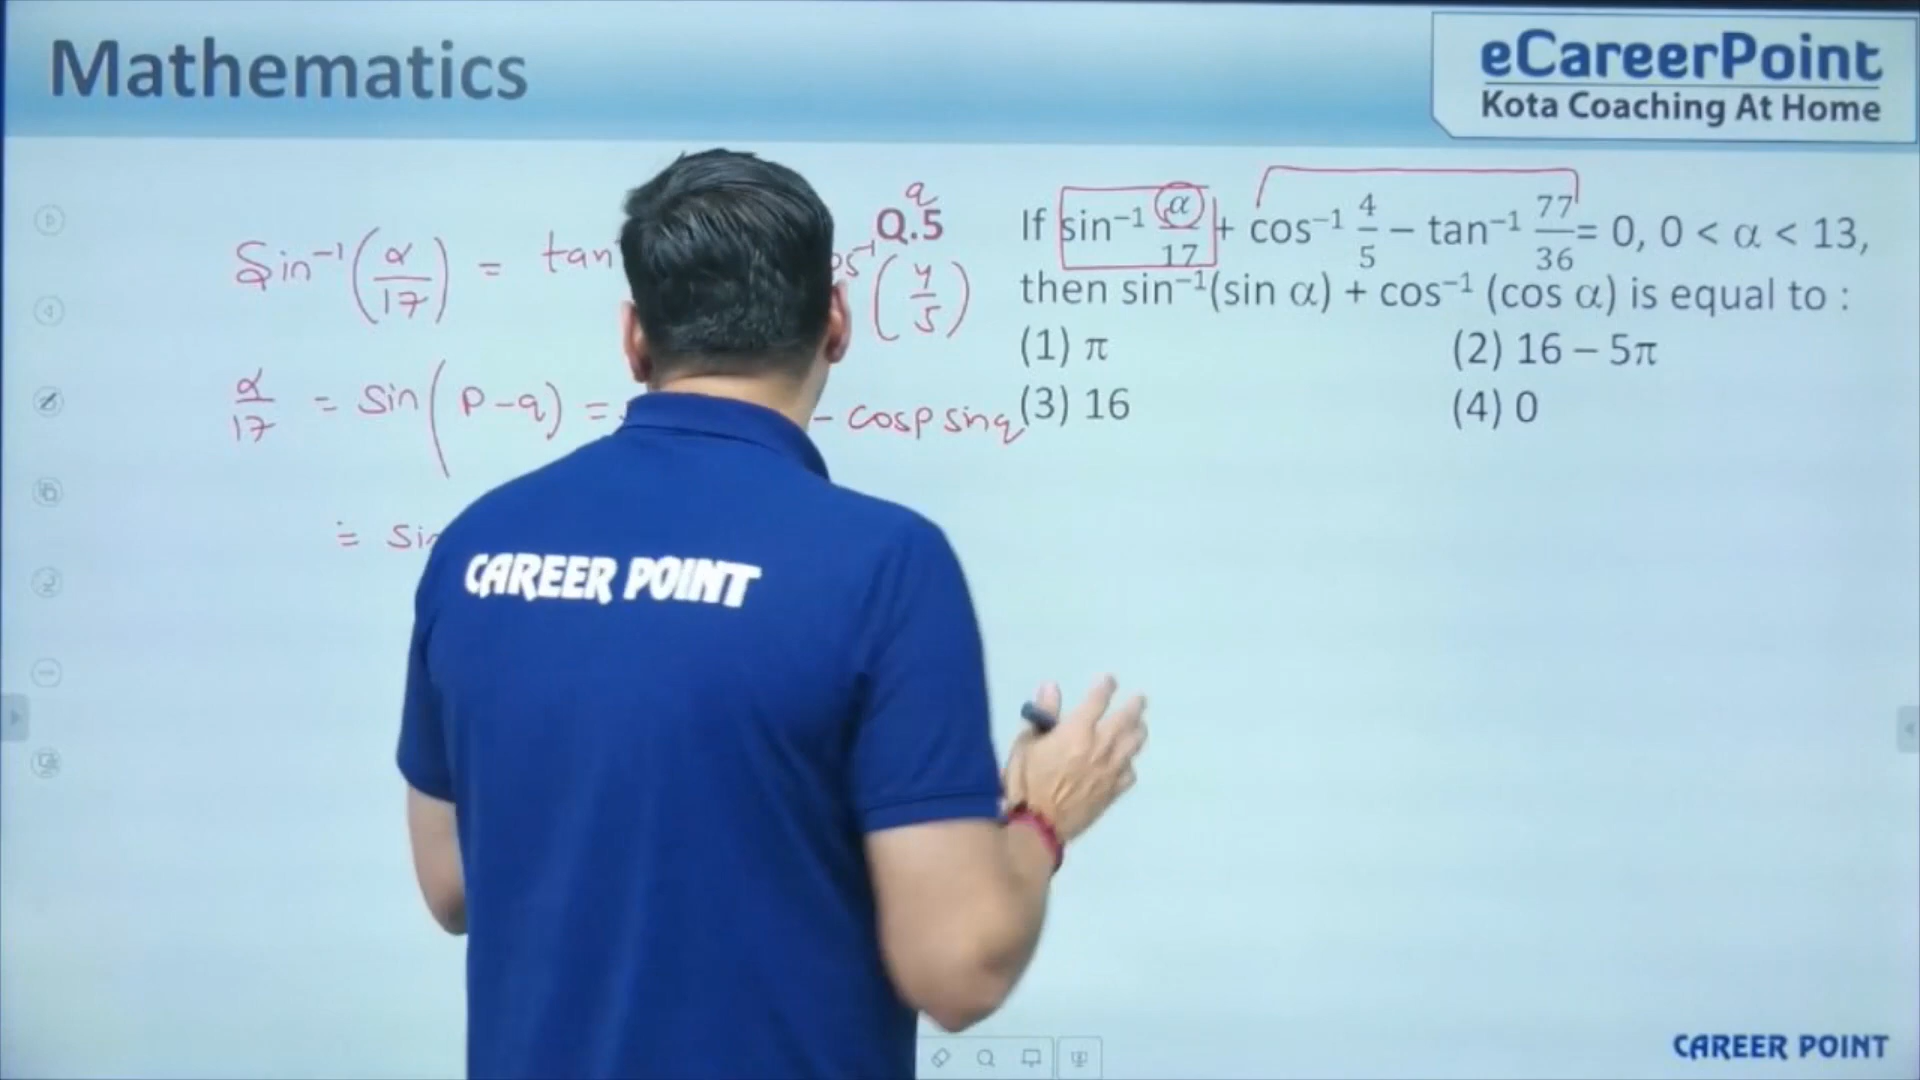 Mathematics
eCareerPoint
Kota Coaching At Home
q
Q.5 If sin⁻¹ α/17 + cos⁻¹ 4/5 – tan⁻¹ 77/36 = 0, 0 < α < 13,
then sin⁻¹(sin α) + cos⁻¹ (cos α) is equal to :
(1) π (2) 16 – 5π
(3) 16 (4) 0
Sin⁻¹(α/17) = tan (4/5)
α/17 = sin(p-q) = - cosp sinq
=
CAREER POINT
CAREER POINT